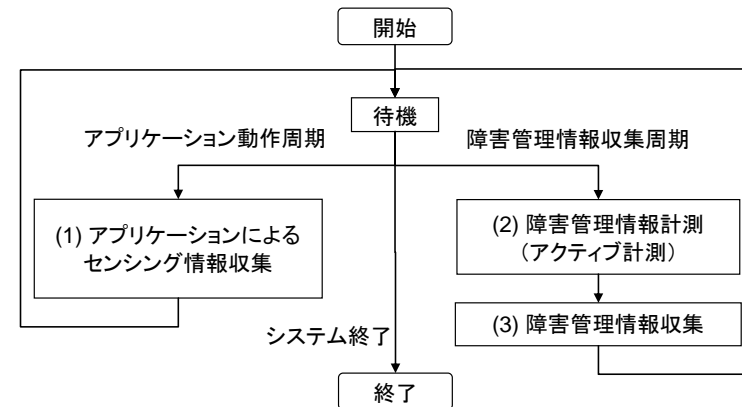 開始
待機
アプリケーション動作周期
障害管理情報収集周期
(1) アプリケーションによる
センシング情報収集
(2) 障害管理情報計測
（アクティブ計測）
(3) 障害管理情報収集
システム終了
終了